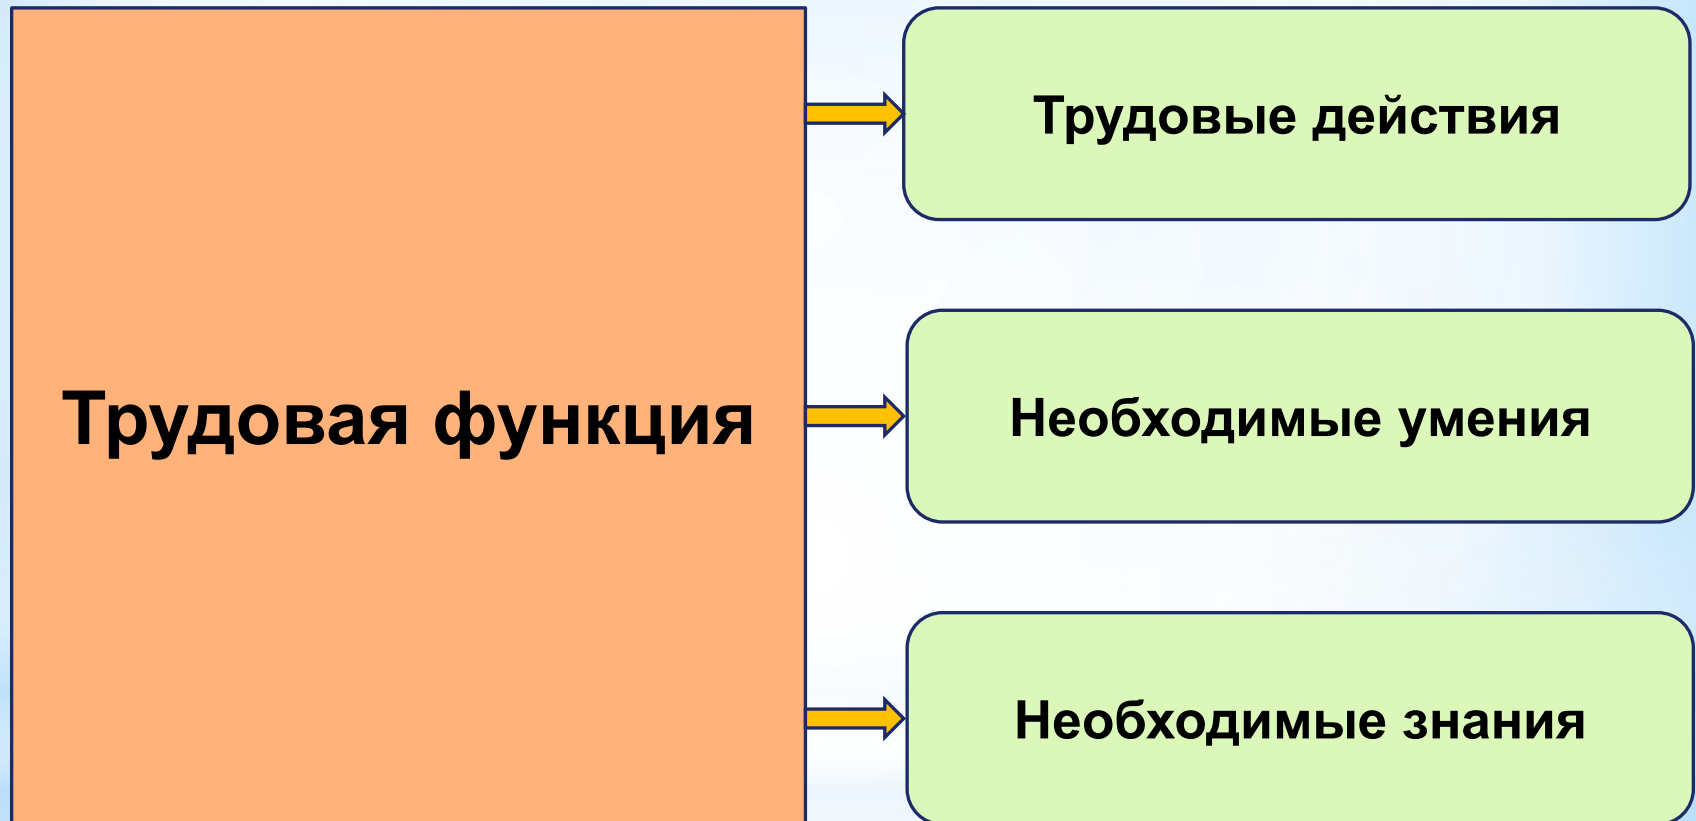 Трудовые действия
Трудовая функция
Необходимые умения
Необходимые знания